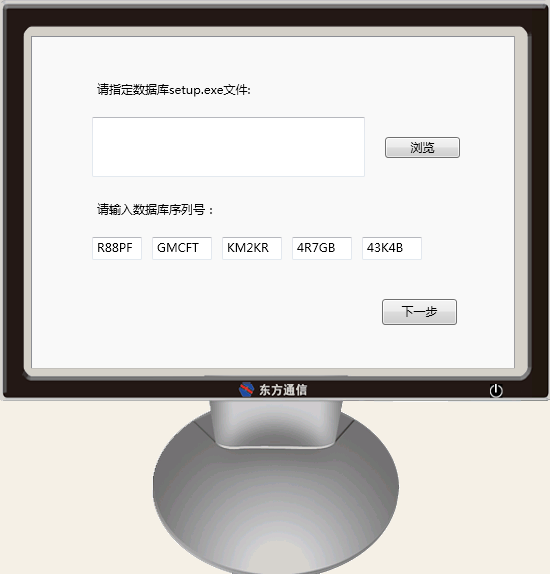 请指定数据库setup.exe文件:
浏览
请输入数据库序列号：
R88PF GMCFT KM2KR 4R7GB 43K4B
下一步
东方通信